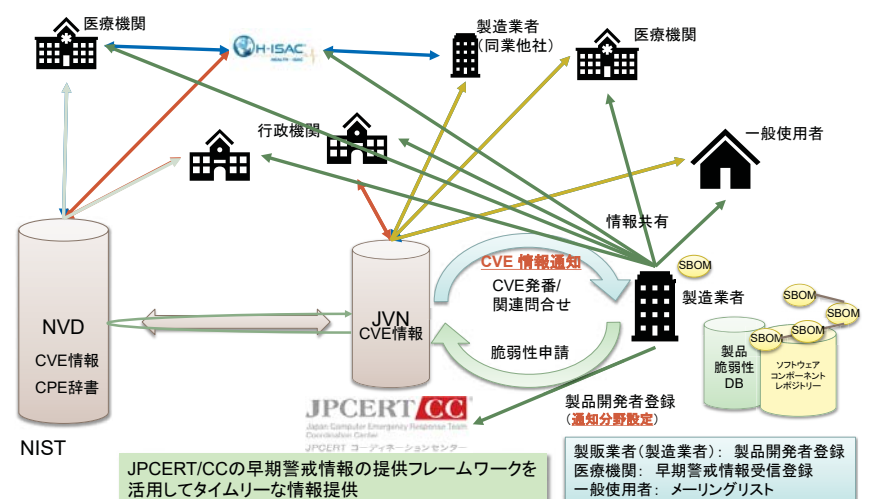 医療機関
H-ISAC
HEALTH - ISAC
製造業者
(同業他社)
医療機関
行政機関
一般使用者
情報共有
CVE 情報通知
CVE発番/
関連問合せ
脆弱性申請
SBOM
製造業者
NVD
CVE情報
CPE辞書
NIST
JVN
CVE情報
SBOM
SBOM
SBOM
SBOM
製品
脆弱性
DB
ソフトウェア
コンポーネント
レポジトリー
製品開発者登録
(通知分野設定)
JPCERT CC
Japan Computer Emergency Response Team
Coordination Center
JPCERT コーディネーションセンター
JPCERT/CCの早期警戒情報の提供フレームワークを
活用してタイムリーな情報提供
製販業者(製造業者): 製品開発者登録
医療機関: 早期警戒情報受信登録
一般使用者: メーリングリスト